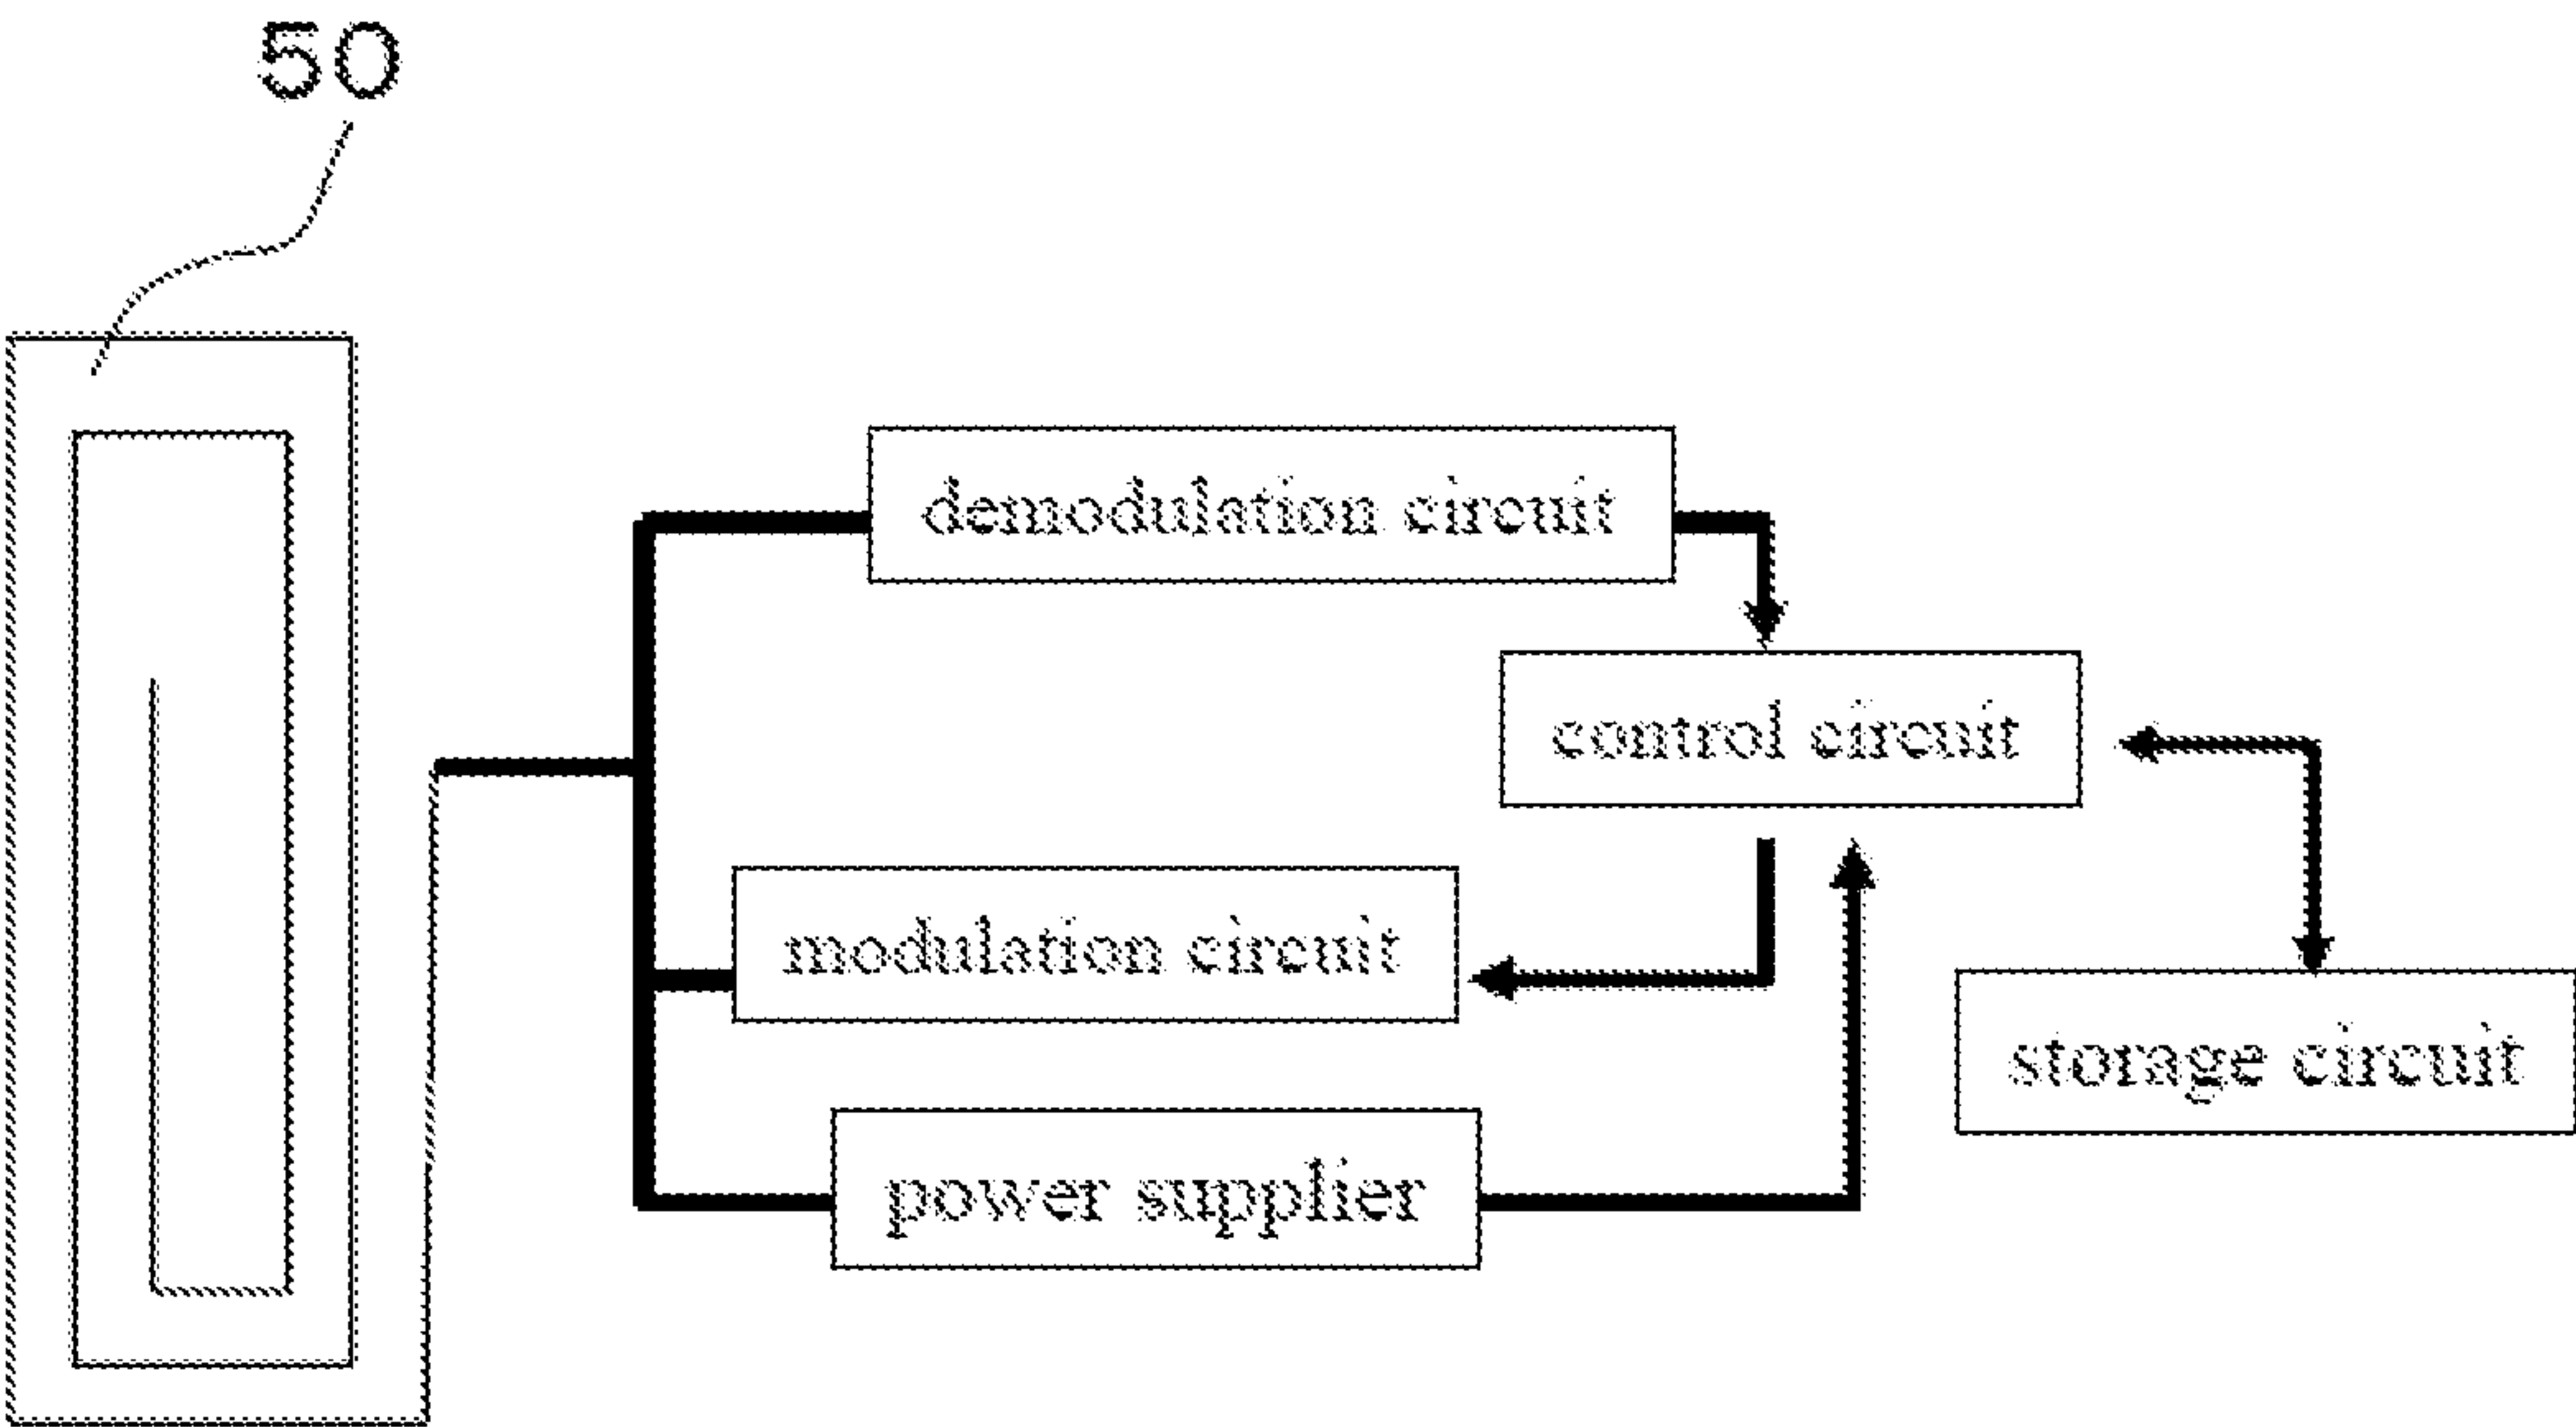 50
demodulation circuit
control circuit
modulation circuit
storage circuit
power supplier